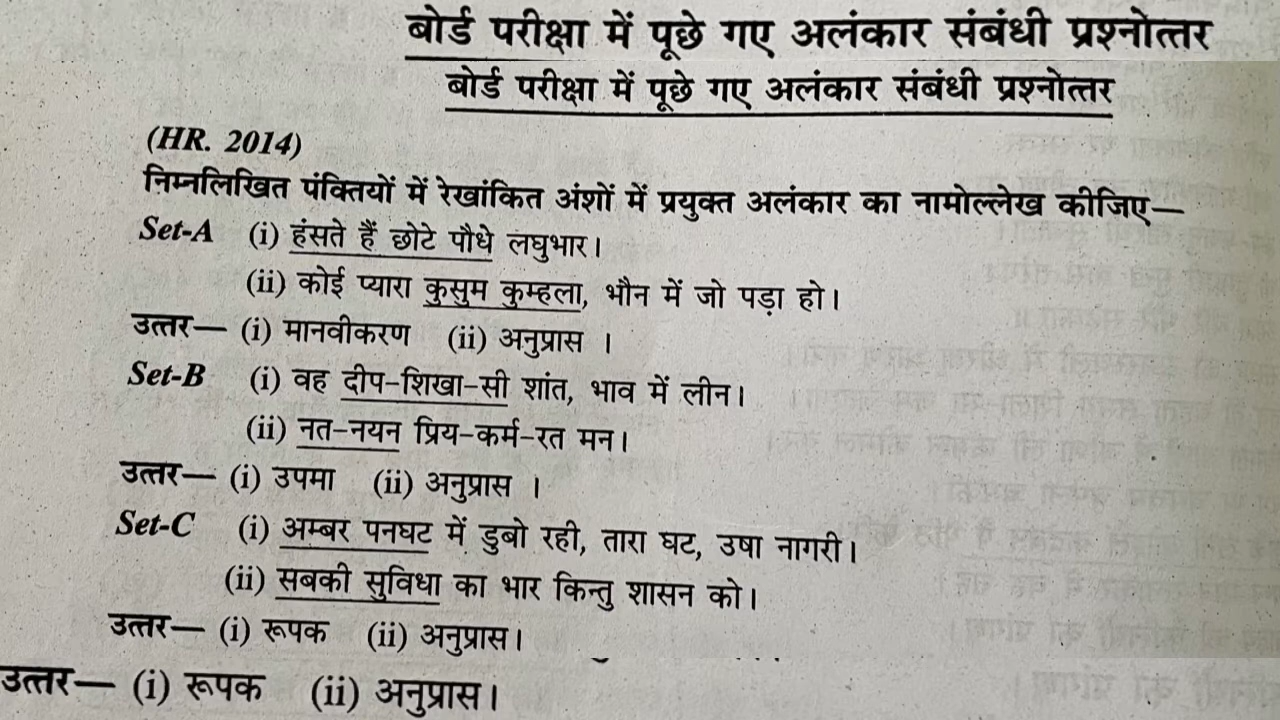 बोर्ड परीक्षा में पूछे गए अलंकार संबंधी प्रश्नोत्तर
बोर्ड परीक्षा में पूछे गए अलंकार संबंधी प्रश्नोत्तर
(HR. 2014)
निम्नलिखित पंक्तियों में रेखांकित अंशों में प्रयुक्त अलंकार का नामोल्लेख कीजिए—
Set-A (i) हंसते हैं छोटे पौधे लघुभार।
(ii) कोई प्यारा कुसुम कुम्हला, भौन में जो पड़ा हो।
उत्तर— (i) मानवीकरण (ii) अनुप्रास ।
Set-B (i) वह दीप-शिखा-सी शांत, भाव में लीन।
(ii) नत-नयन प्रिय-कर्म-रत मन।
उत्तर— (i) उपमा (ii) अनुप्रास ।
Set-C (i) अम्बर पनघट में डुबो रही, तारा घट, उषा नागरी।
(ii) सबकी सुविधा का भार किन्तु शासन को।
उत्तर— (i) रूपक (ii) अनुप्रास।
उत्तर— (i) रूपक (ii) अनुप्रास।